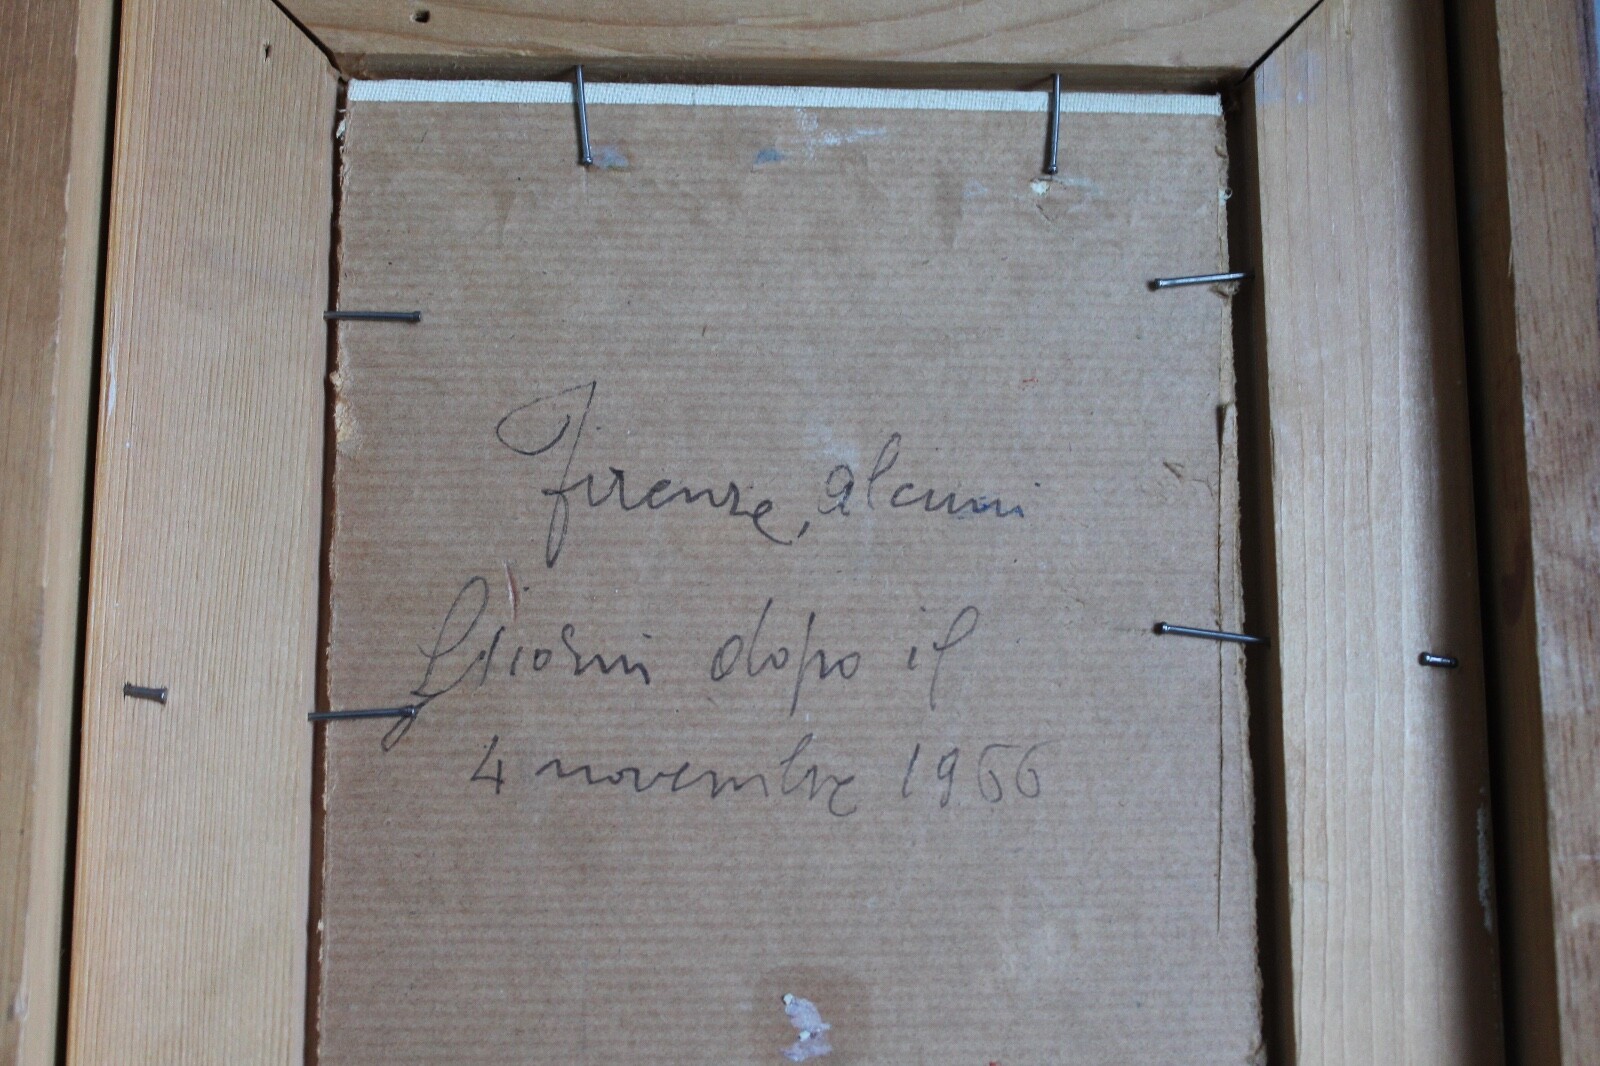 Firenze, alcuni
Giorni dopo il
4 novembre 1966